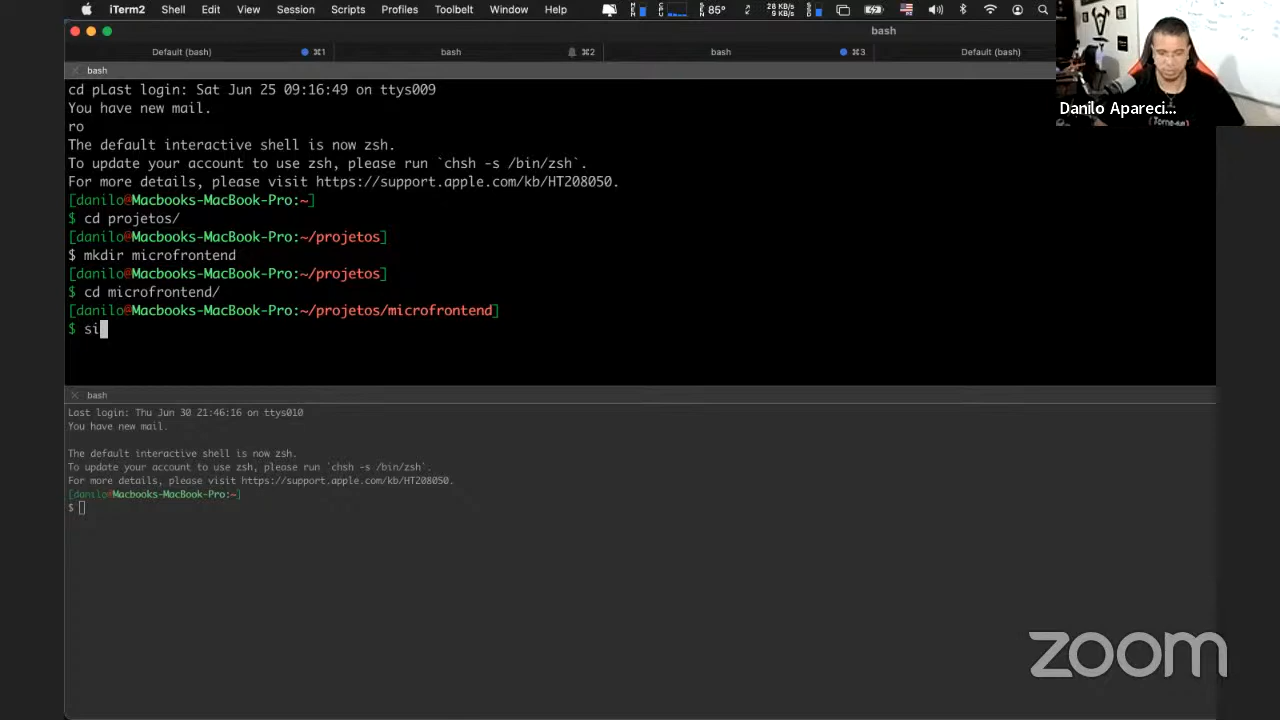 iTerm2 Shell Edit View Session Scripts Profiles Toolbelt Window Help 85° 28 KB/s 9 KB/s
bash
Default (bash) ⌘1 bash ⌘2 bash ⌘3 Default (bash)
bash
cd pLast login: Sat Jun 25 09:16:49 on ttys009
You have new mail.
ro
The default interactive shell is now zsh.
To update your account to use zsh, please run `chsh -s /bin/zsh`.
For more details, please visit https://support.apple.com/kb/HT208050.
[danilo@Macbooks-MacBook-Pro:~]
$ cd projetos/
[danilo@Macbooks-MacBook-Pro:~/projetos]
$ mkdir microfrontend
[danilo@Macbooks-MacBook-Pro:~/projetos]
$ cd microfrontend/
[danilo@Macbooks-MacBook-Pro:~/projetos/microfrontend]
$ si
Danilo Apareci...
bash
Last login: Thu Jun 30 21:46:16 on ttys010
You have new mail.
The default interactive shell is now zsh.
To update your account to use zsh, please run `chsh -s /bin/zsh`.
For more details, please visit https://support.apple.com/kb/HT208050.
[danilo@Macbooks-MacBook-Pro:~]
$
zoom